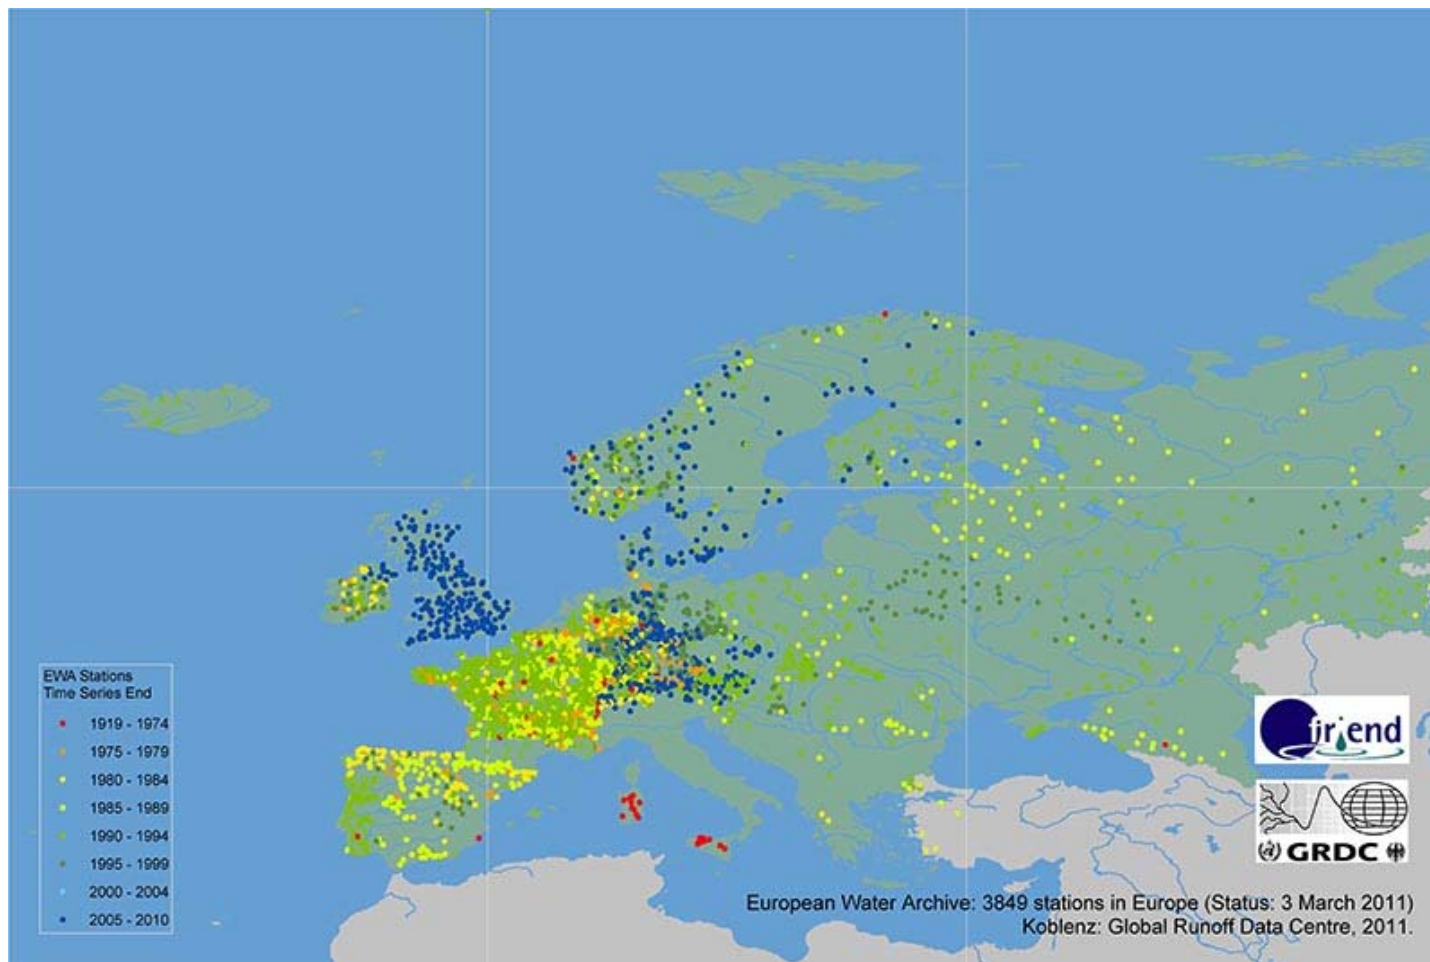 EWA Stations
Time Series End
1919 - 1974
1975 - 1979
1980 - 1984
1985 - 1989
1990 - 1994
1995 - 1999
2000 - 2004
2005 - 2010
friend
GRDC
European Water Archive: 3849 stations in Europe (Status: 3 March 2011)
Koblenz: Global Runoff Data Centre, 2011.